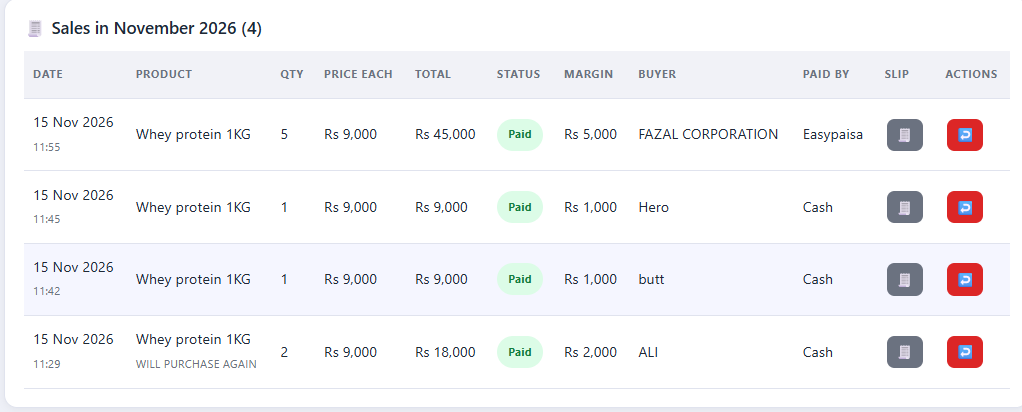 Sales in November 2026 (4)
DATE PRODUCT QTY PRICE EACH TOTAL STATUS MARGIN BUYER PAID BY SLIP ACTIONS
15 Nov 2026
11:55
Whey protein 1KG 5 Rs 9,000 Rs 45,000 Paid Rs 5,000 FAZAL CORPORATION Easypaisa
15 Nov 2026
11:45
Whey protein 1KG 1 Rs 9,000 Rs 9,000 Paid Rs 1,000 Hero Cash
15 Nov 2026
11:42
Whey protein 1KG 1 Rs 9,000 Rs 9,000 Paid Rs 1,000 butt Cash
15 Nov 2026
11:29
Whey protein 1KG
WILL PURCHASE AGAIN
2 Rs 9,000 Rs 18,000 Paid Rs 2,000 ALI Cash